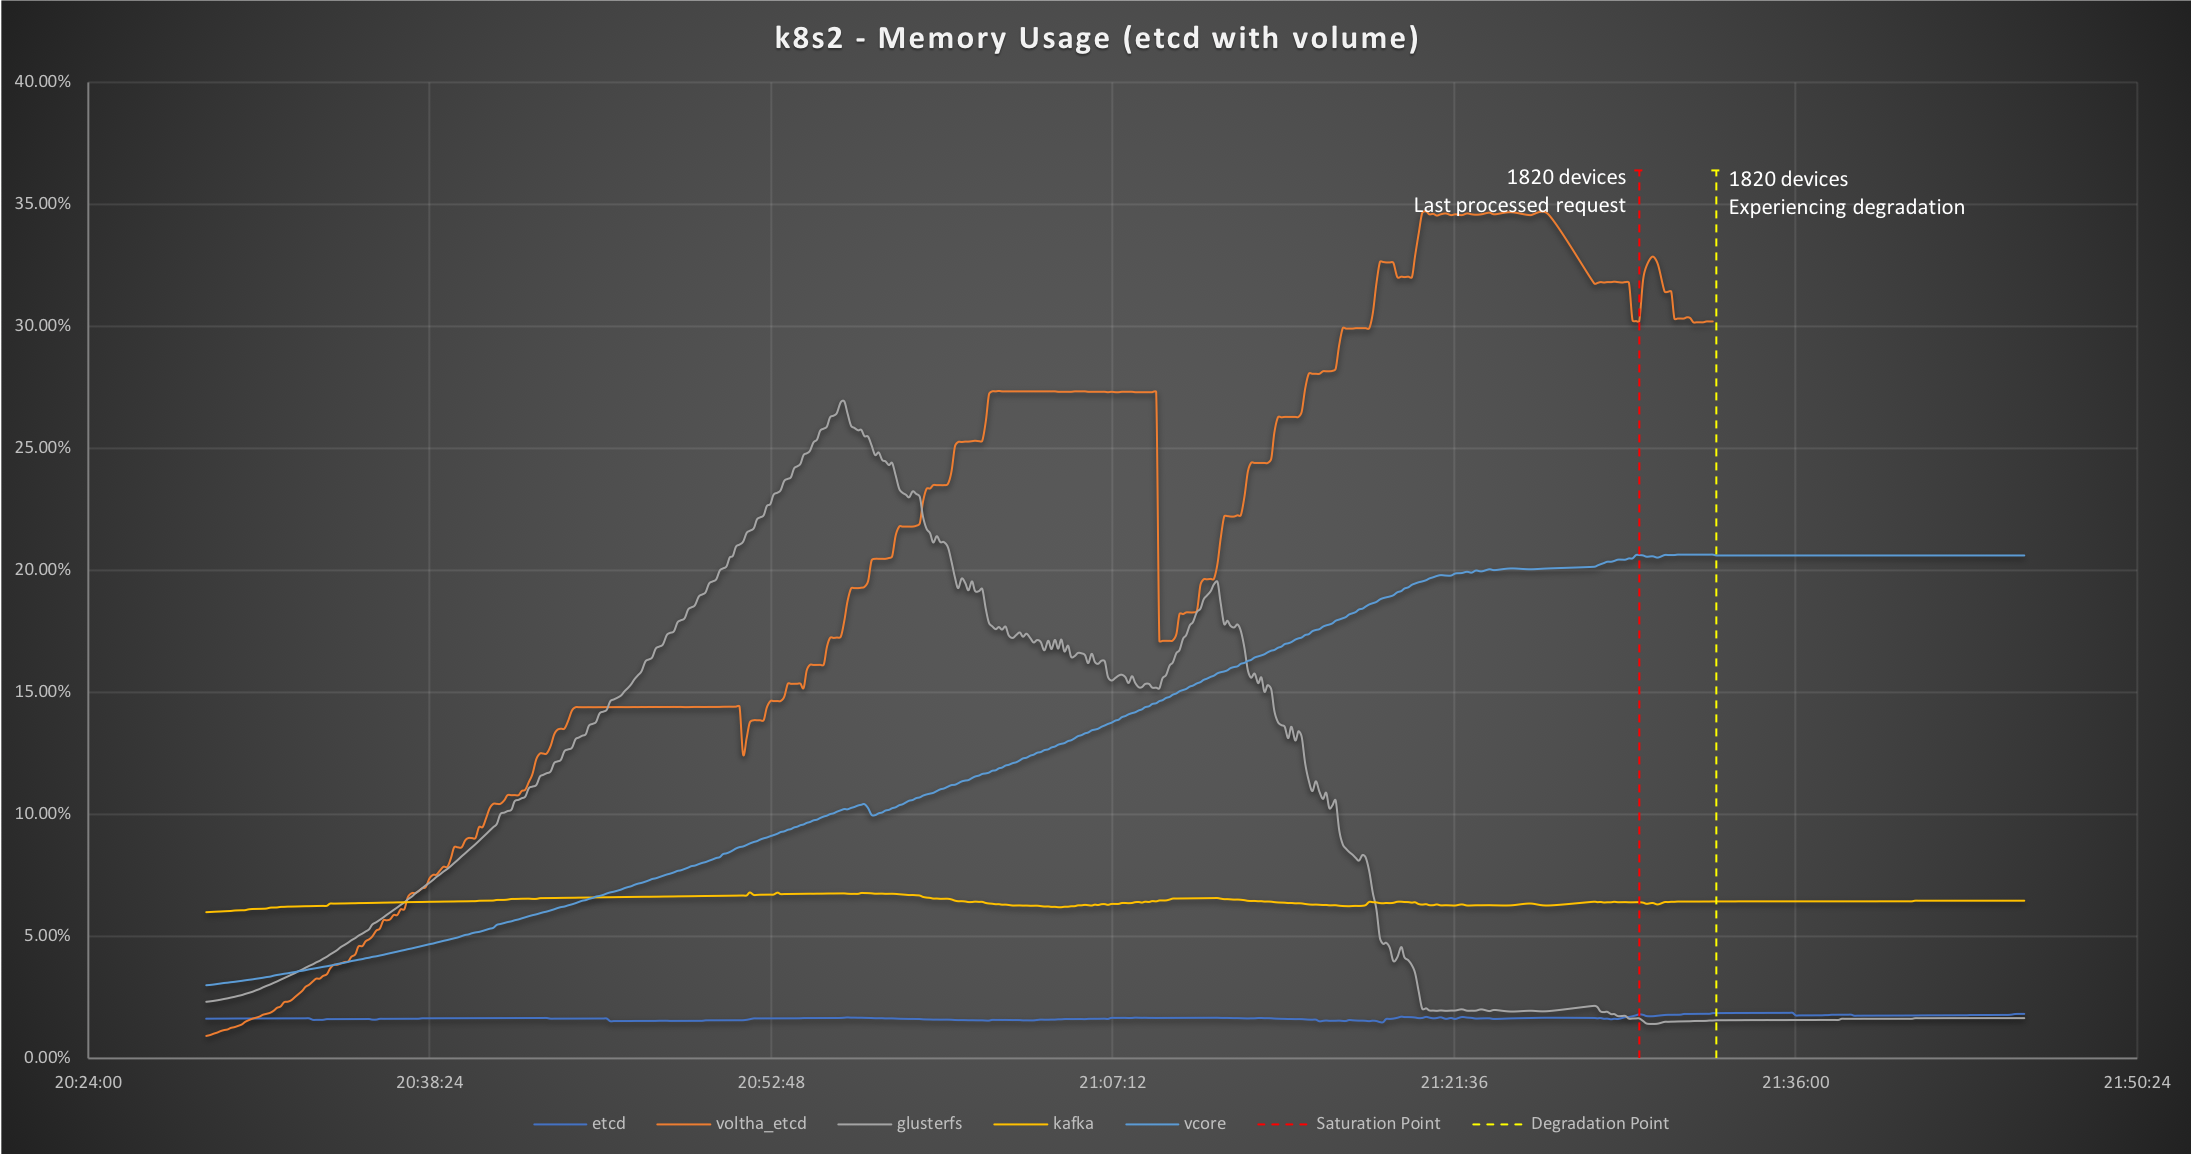 k8s2 - Memory Usage (etcd with volume)
40.00%
35.00%
30.00%
25.00%
20.00%
15.00%
10.00%
5.00%
0.00%
1820 devices
Last processed request
1820 devices
Experiencing degradation
20:24:00
20:38:24
20:52:48
21:07:12
21:21:36
21:36:00
21:50:24
etcd
voltha_etcd
glusterfs
kafka
vcore
Saturation Point
Degradation Point